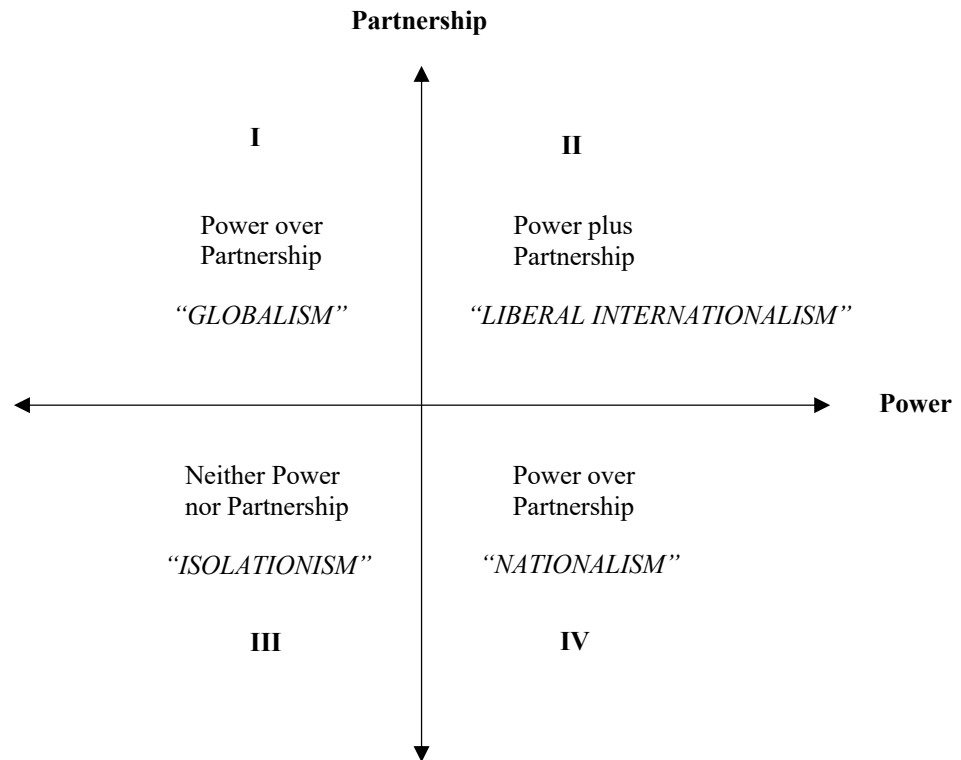 Partnership
I
II
Power over
Partnership
Power plus
Partnership
“GLOBALISM”
“LIBERAL INTERNATIONALISM”
Power
Neither Power
nor Partnership
Power over
Partnership
“ISOLATIONISM”
“NATIONALISM”
III
IV